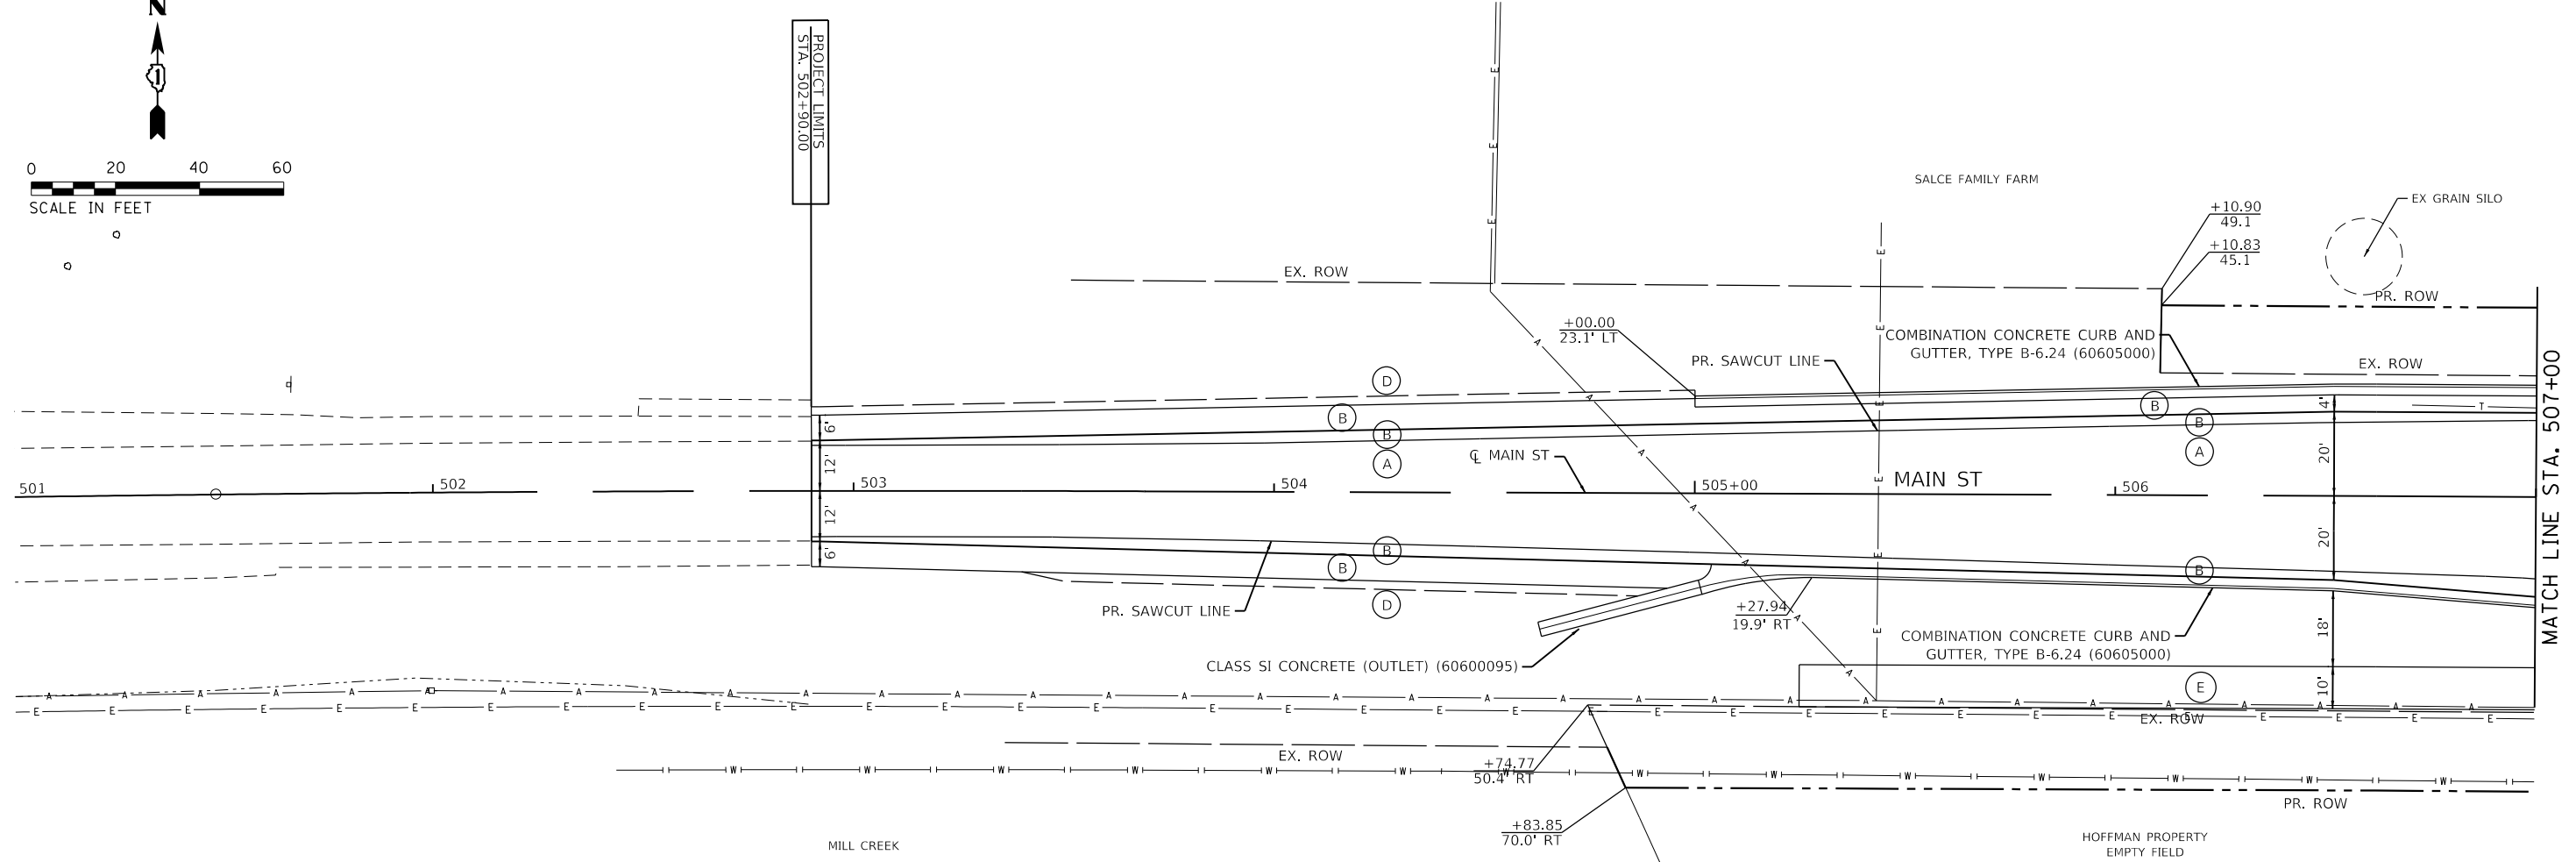 N
1
0 20 40 60
SCALE IN FEET
PROJECT LIMITS
STA. 502+90.00
SALCE FAMILY FARM
EX GRAIN SILO
+10.90
49.1
+10.83
45.1
EX. ROW
PR. ROW
+00.00
23.1' LT
COMBINATION CONCRETE CURB AND
GUTTER, TYPE B-6.24 (60605000)
PR. SAWCUT LINE
EX. ROW
D
B
B
A
B
B
A
4'
T
6'
12'
20'
℄ MAIN ST
MAIN ST
501
502
503
504
505+00
506
12'
6'
20'
B
B
D
B
PR. SAWCUT LINE
+27.94
19.9' RT
18'
COMBINATION CONCRETE CURB AND
GUTTER, TYPE B-6.24 (60605000)
CLASS SI CONCRETE (OUTLET) (60600095)
E
10'
A A A A A A A A A A A A A A A A A A A A A A A A A A A A A A A A A
E E E E E E E E E E E E E E E E E E E E E E E E E E E E E E E E E
EX. ROW
EX. ROW
W W W W W W W W W W W W W W
+74.77
50.4' RT
PR. ROW
+83.85
70.0' RT
MILL CREEK
HOFFMAN PROPERTY
EMPTY FIELD
MATCH LINE STA. 507+00
E E E
A A A A A A A
E E E E E E